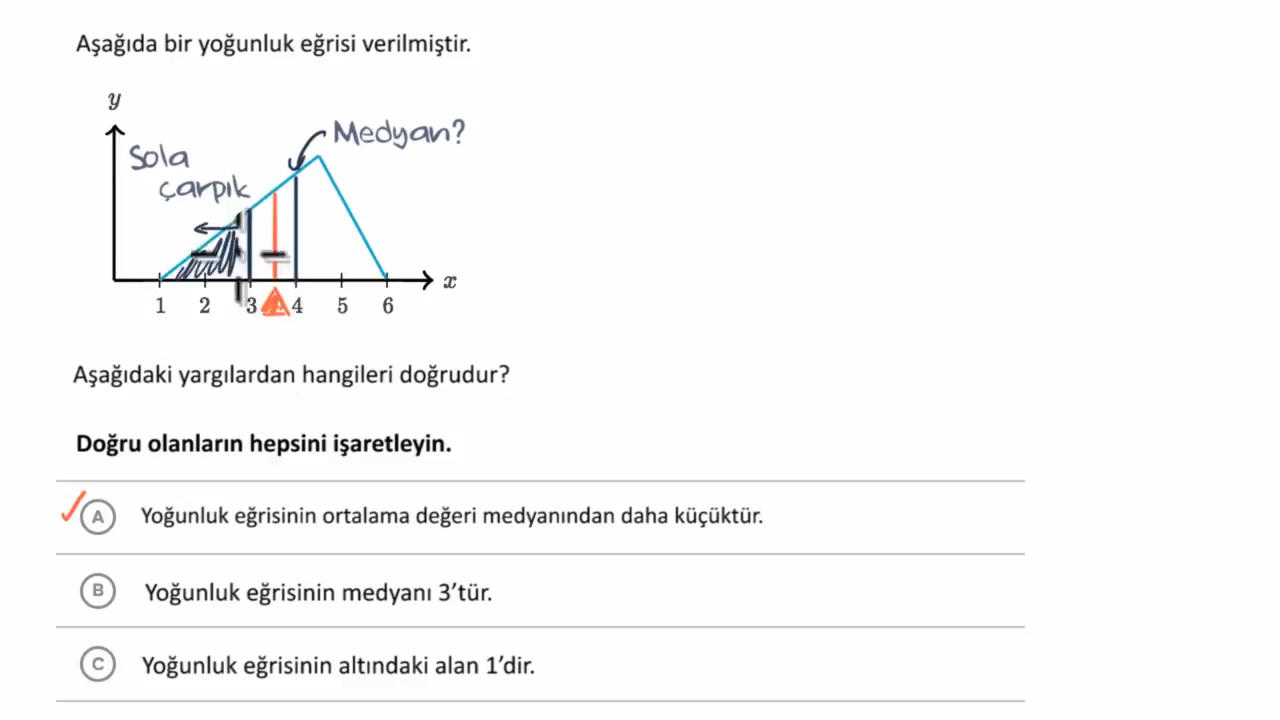 Aşağıda bir yoğunluk eğrisi verilmiştir.
y
Medyan?
Sola
çarpık
x
1 2 3 4 5 6
Aşağıdaki yargılardan hangileri doğrudur?
Doğru olanların hepsini işaretleyin.
A Yoğunluk eğrisinin ortalama değeri medyanından daha küçüktür.
B Yoğunluk eğrisinin medyanı 3’tür.
C Yoğunluk eğrisinin altındaki alan 1’dir.